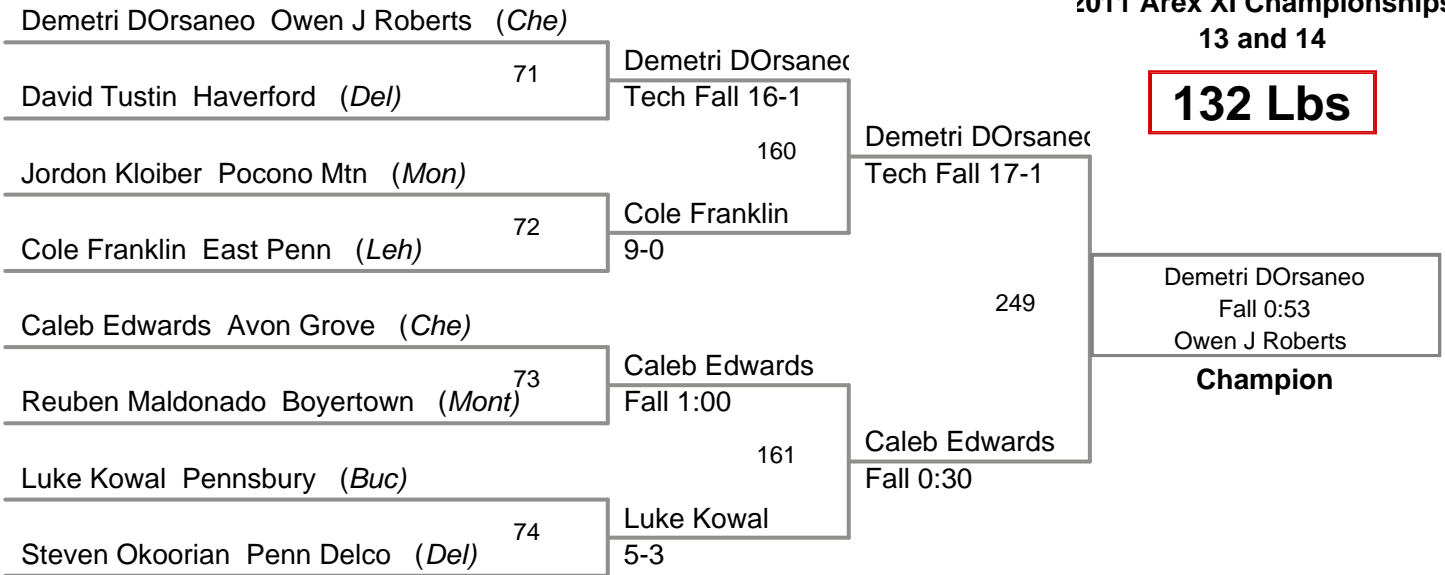 2011 Arex XI Championships
13 and 14
132 Lbs
Demetri DOrsaneo  Owen J Roberts  (Che)
71
David Tustin  Haverford  (Del)
Jordon Kloiber  Pocono Mtn  (Mon)
72
Cole Franklin  East Penn  (Leh)
Caleb Edwards  Avon Grove  (Che)
73
Reuben Maldonado  Boyertown  (Mont)
Luke Kowal  Pennsbury  (Buc)
74
Steven Okoorian  Penn Delco  (Del)
Demetri DOrsaneo
Tech Fall 16-1
160
Cole Franklin
9-0
Caleb Edwards
Fall 1:00
161
Luke Kowal
5-3
Demetri DOrsaneo
Tech Fall 17-1
249
Caleb Edwards
Fall 0:30
Demetri DOrsaneo
Fall 0:53
Owen J Roberts
Champion